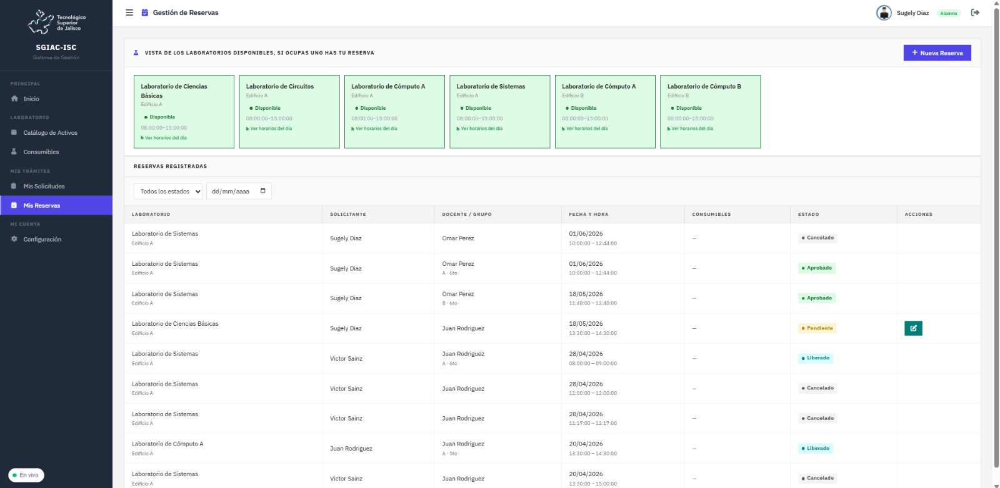 Tecnológico
Superior
de Jalisco
SGIAC-ISC
Sistema de Gestión
PRINCIPAL
Inicio
LABORATORIO
Catálogo de Activos
Consumibles
MIS TRÁMITES
Mis Solicitudes
Mis Reservas
MI CUENTA
Configuración
En vivo
Gestión de Reservas
Sugely Diaz
Alumno
VISTA DE LOS LABORATORIOS DISPONIBLES, SI OCUPAS UNO HAS TU RESERVA
+ Nueva Reserva
Laboratorio de Ciencias
Básicas
Edificio A
Disponible
08:00:00–15:00:00
Ver horarios del día
Laboratorio de Circuitos
Edificio A
Disponible
08:00:00–15:00:00
Ver horarios del día
Laboratorio de Cómputo A
Edificio A
Disponible
08:00:00–15:00:00
Ver horarios del día
Laboratorio de Sistemas
Edificio A
Disponible
08:00:00–15:00:00
Ver horarios del día
Laboratorio de Cómputo A
Edificio B
Disponible
08:00:00–15:00:00
Ver horarios del día
Laboratorio de Cómputo B
Edificio B
Disponible
08:00:00–15:00:00
Ver horarios del día
RESERVAS REGISTRADAS
Todos los estados
dd/mm/aaaa
LABORATORIO SOLICITANTE DOCENTE / GRUPO FECHA Y HORA CONSUMIBLES ESTADO ACCIONES
Laboratorio de Sistemas
Edificio A
Sugely Diaz
Omar Perez
01/06/2026
10:00:00 – 12:44:00
—
Cancelado
Laboratorio de Sistemas
Edificio A
Sugely Diaz
Omar Perez
A · 6to
01/06/2026
10:00:00 – 12:44:00
—
Aprobado
Laboratorio de Sistemas
Edificio A
Sugely Diaz
Omar Perez
B · 6to
18/05/2026
11:48:00 – 12:48:00
—
Aprobado
Laboratorio de Ciencias Básicas
Edificio A
Sugely Diaz
Juan Rodriguez
18/05/2026
13:30:00 – 14:30:00
—
Pendiente
Laboratorio de Sistemas
Edificio A
Victor Sainz
Juan Rodriguez
A · 6to
28/04/2026
08:00:00 – 09:00:00
—
Liberado
Laboratorio de Sistemas
Edificio A
Victor Sainz
Juan Rodriguez
28/04/2026
11:00:00 – 12:00:00
—
Cancelado
Laboratorio de Sistemas
Edificio A
Victor Sainz
Juan Rodriguez
28/04/2026
11:17:00 – 12:17:00
—
Cancelado
Laboratorio de Cómputo A
Edificio A
Juan Rodriguez
Juan Rodriguez
A · 5to
20/04/2026
13:30:00 – 14:30:00
—
Liberado
Laboratorio de Sistemas
Edificio A
Victor Sainz
Juan Rodriguez
20/04/2026
13:30:00 – 15:00:00
—
Cancelado